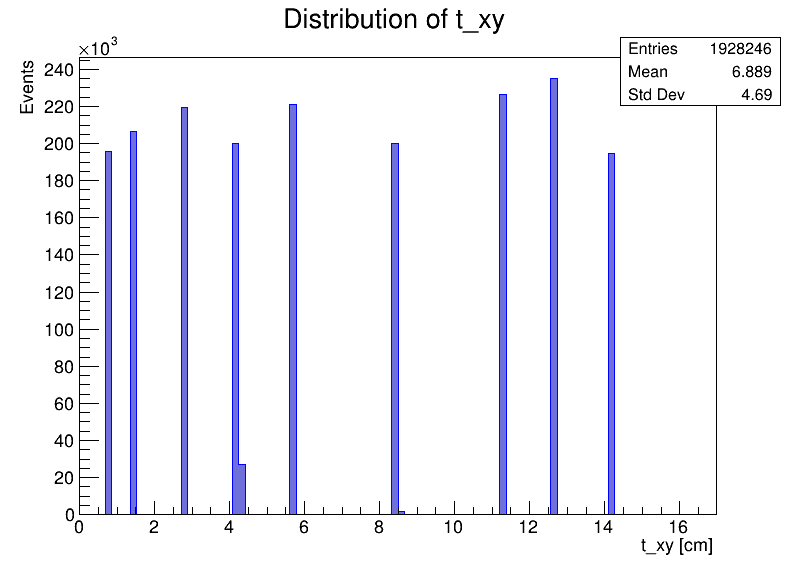 Distribution of t_xy
×10³
Entries 1928246
Mean 6.889
Std Dev 4.69
Events
240
220
200
180
160
140
120
100
80
60
40
20
0
0 2 4 6 8 10 12 14 16
t_xy [cm]